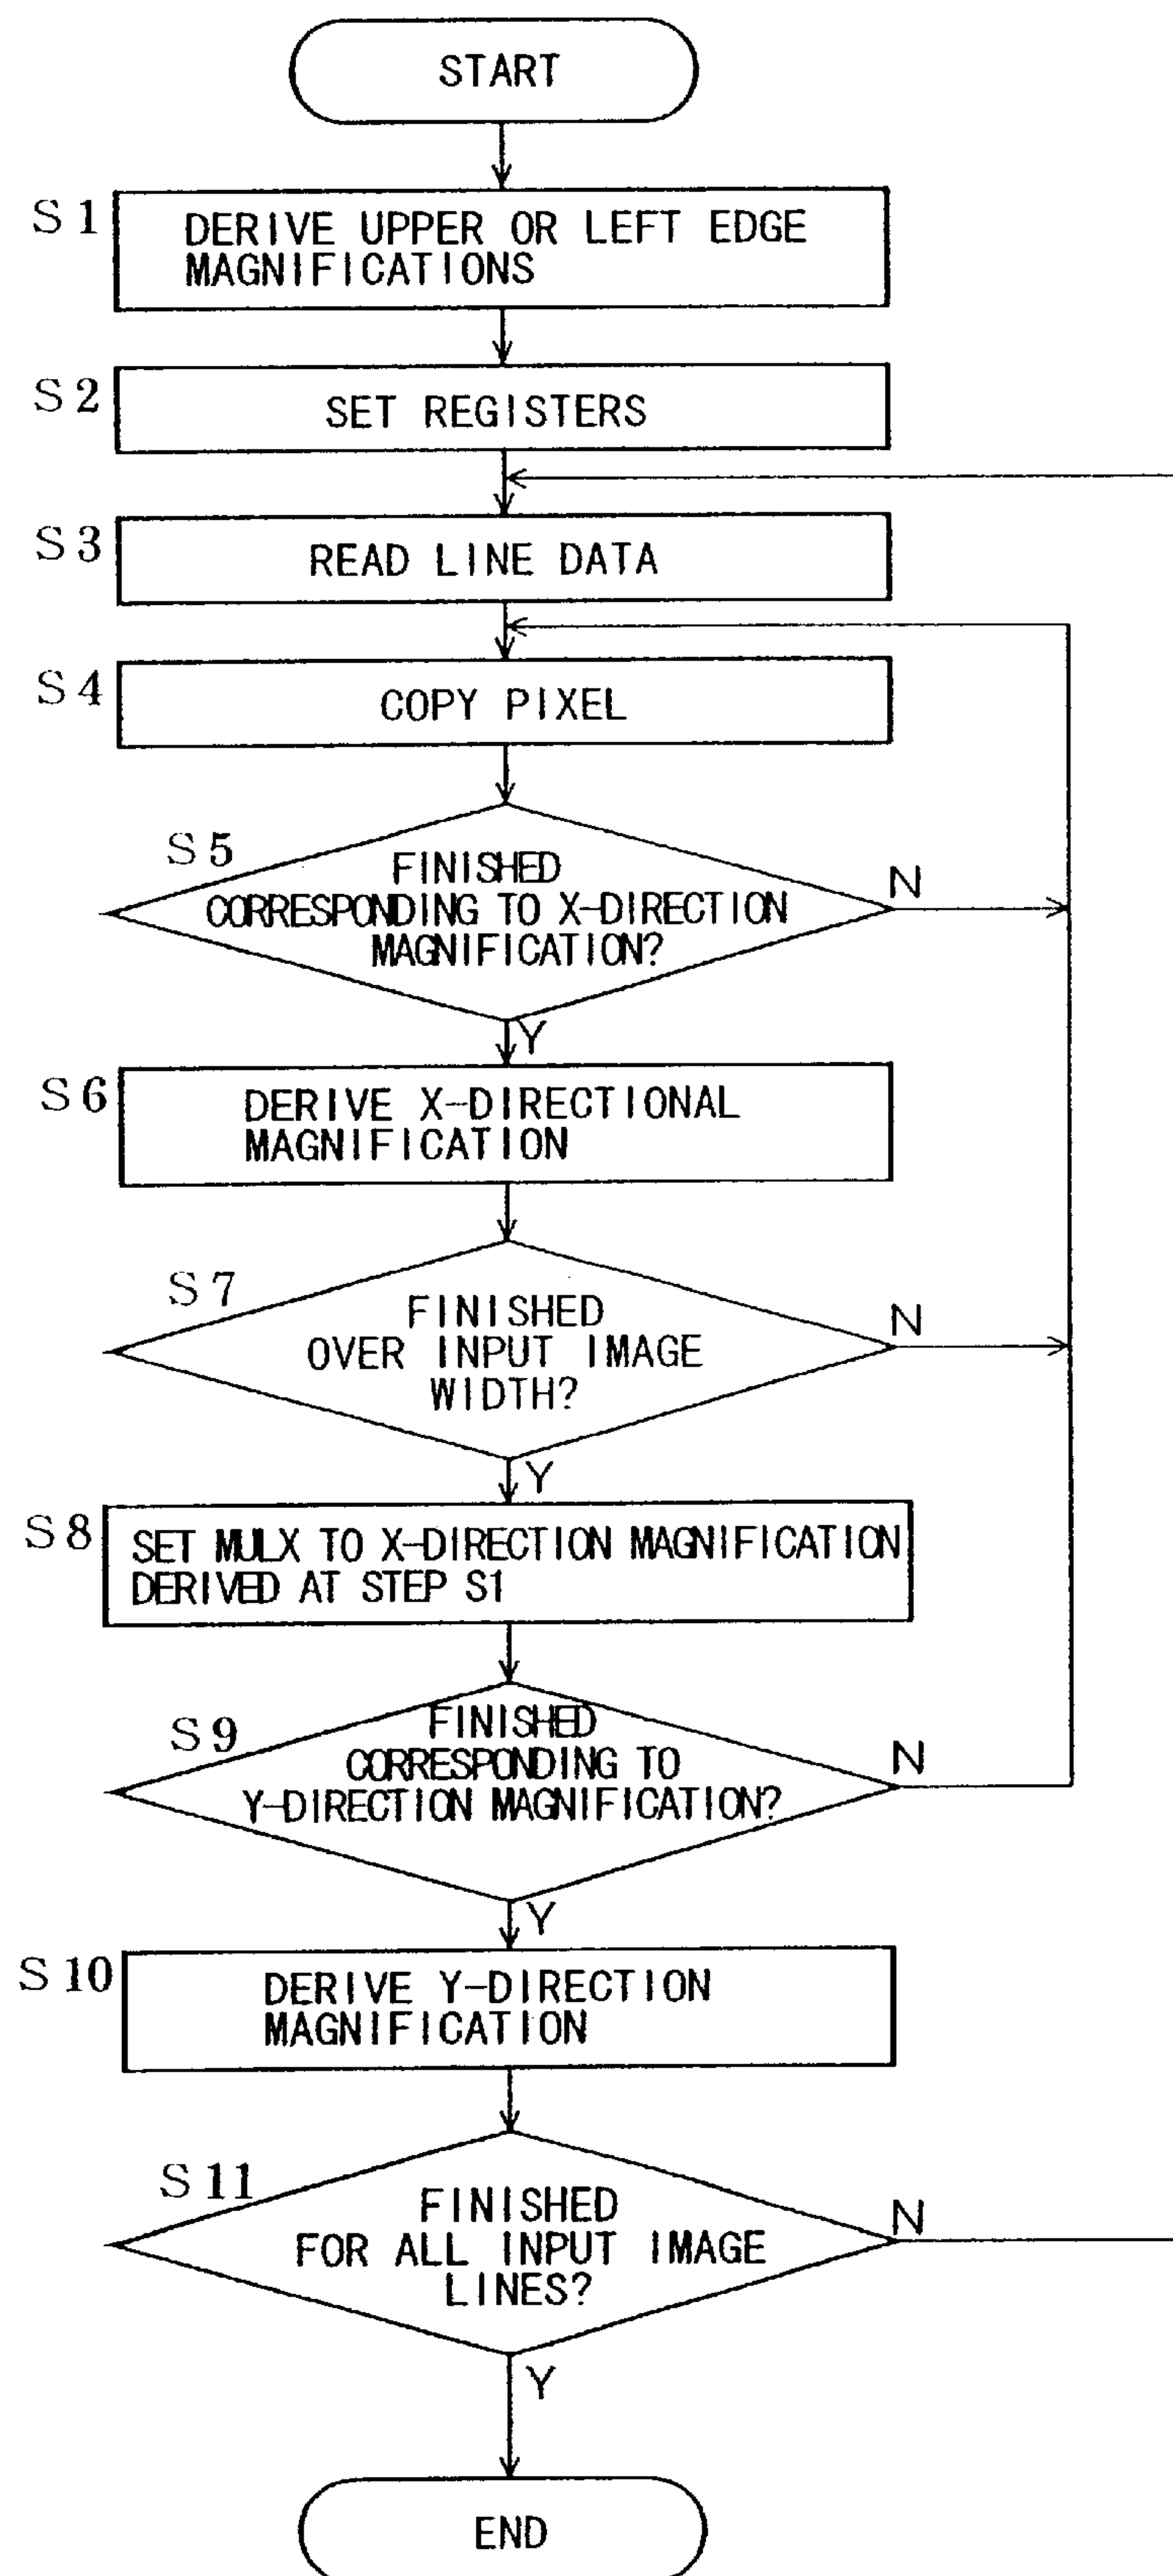 START
S1
DERIVE UPPER OR LEFT EDGE
MAGNIFICATIONS
S2
SET REGISTERS
S3
READ LINE DATA
S4
COPY PIXEL
S5
FINISHED
CORRESPONDING TO X-DIRECTION
MAGNIFICATION?
N
Y
S6
DERIVE X-DIRECTIONAL
MAGNIFICATION
S7
FINISHED
OVER INPUT IMAGE
WIDTH?
N
Y
S8
SET MULX TO X-DIRECTION MAGNIFICATION
DERIVED AT STEP S1
S9
FINISHED
CORRESPONDING TO
Y-DIRECTION MAGNIFICATION?
N
Y
S10
DERIVE Y-DIRECTION
MAGNIFICATION
S11
FINISHED
FOR ALL INPUT IMAGE
LINES?
N
Y
END